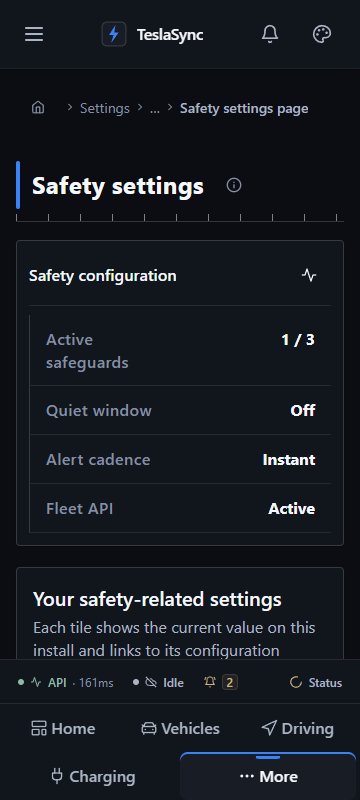 TeslaSync
Settings > ... > Safety settings page
Safety settings
Safety configuration
Active safeguards 1 / 3
Quiet window Off
Alert cadence Instant
Fleet API Active
Your safety-related settings
Each tile shows the current value on this
install and links to its configuration
API · 161ms Idle 2 Status
Home Vehicles Driving
Charging More